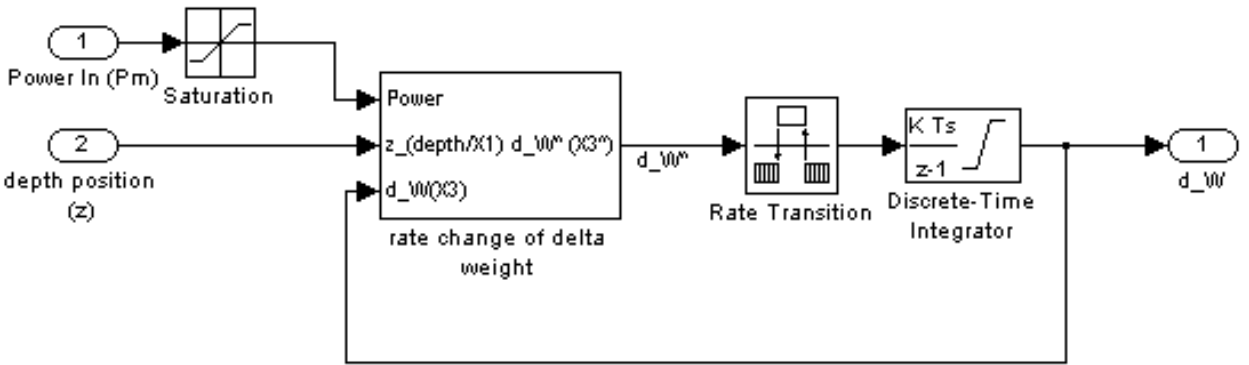 1
Power In (Pm)
Saturation
2
depth position
(z)
Power
z_(depth/X1) d_W^ (X3^)
d_W(X3)
rate change of delta
weight
d_W^
Rate Transition
K Ts
z-1
Discrete-Time
Integrator
1
d_W